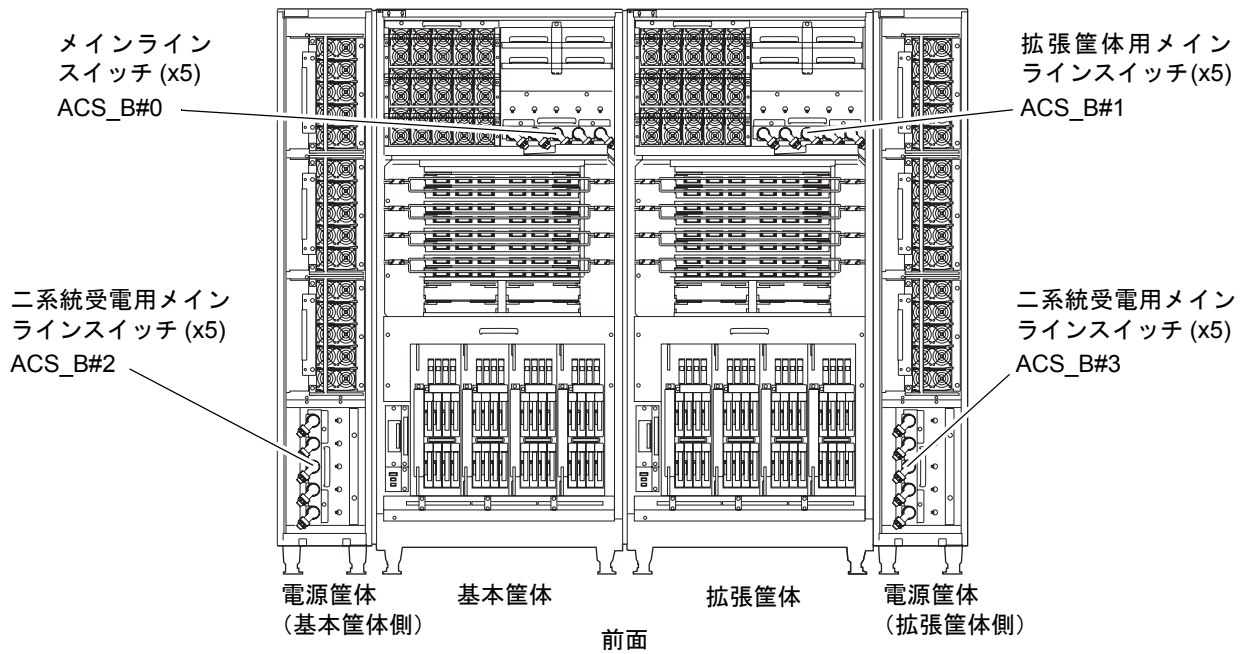 メインライン
スイッチ (x5)
ACS_B#0
拡張筐体用メイン
ラインスイッチ(x5)
ACS_B#1
二系統受電用メイン
ラインスイッチ (x5)
ACS_B#2
二系統受電用メイン
ラインスイッチ (x5)
ACS_B#3
電源筐体
（基本筐体側）
基本筐体
拡張筐体
電源筐体
（拡張筐体側）
前面